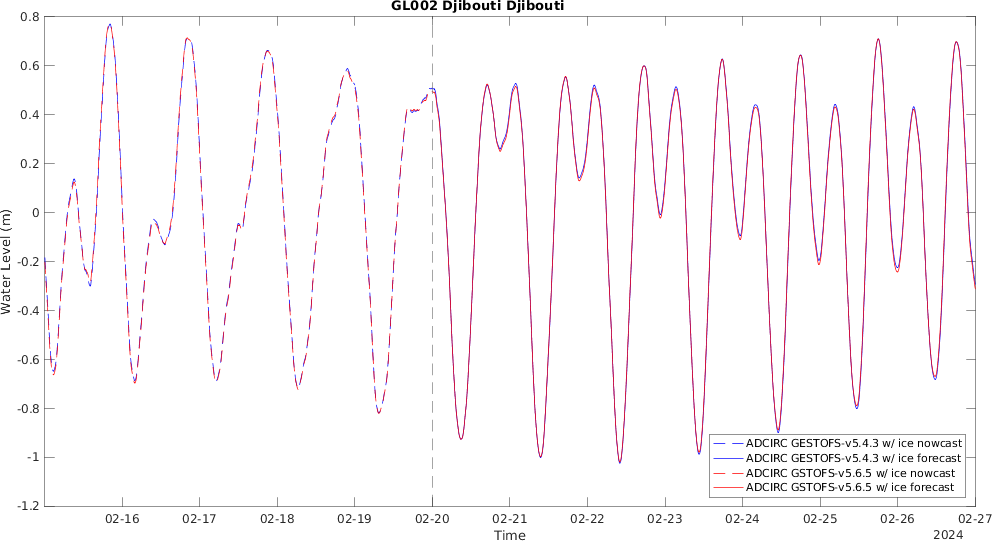 GL002 Djibouti Djibouti
0.8
0.6
0.4
0.2
0
-0.2
-0.4
-0.6
-0.8
-1
-1.2
Water Level (m)
ADCIRC GESTOFS-v5.4.3 w/ ice nowcast
ADCIRC GESTOFS-v5.4.3 w/ ice forecast
ADCIRC GSTOFS-v5.6.5 w/ ice nowcast
ADCIRC GSTOFS-v5.6.5 w/ ice forecast
02-16 02-17 02-18 02-19 02-20 02-21 02-22 02-23 02-24 02-25 02-26 02-27
Time
2024